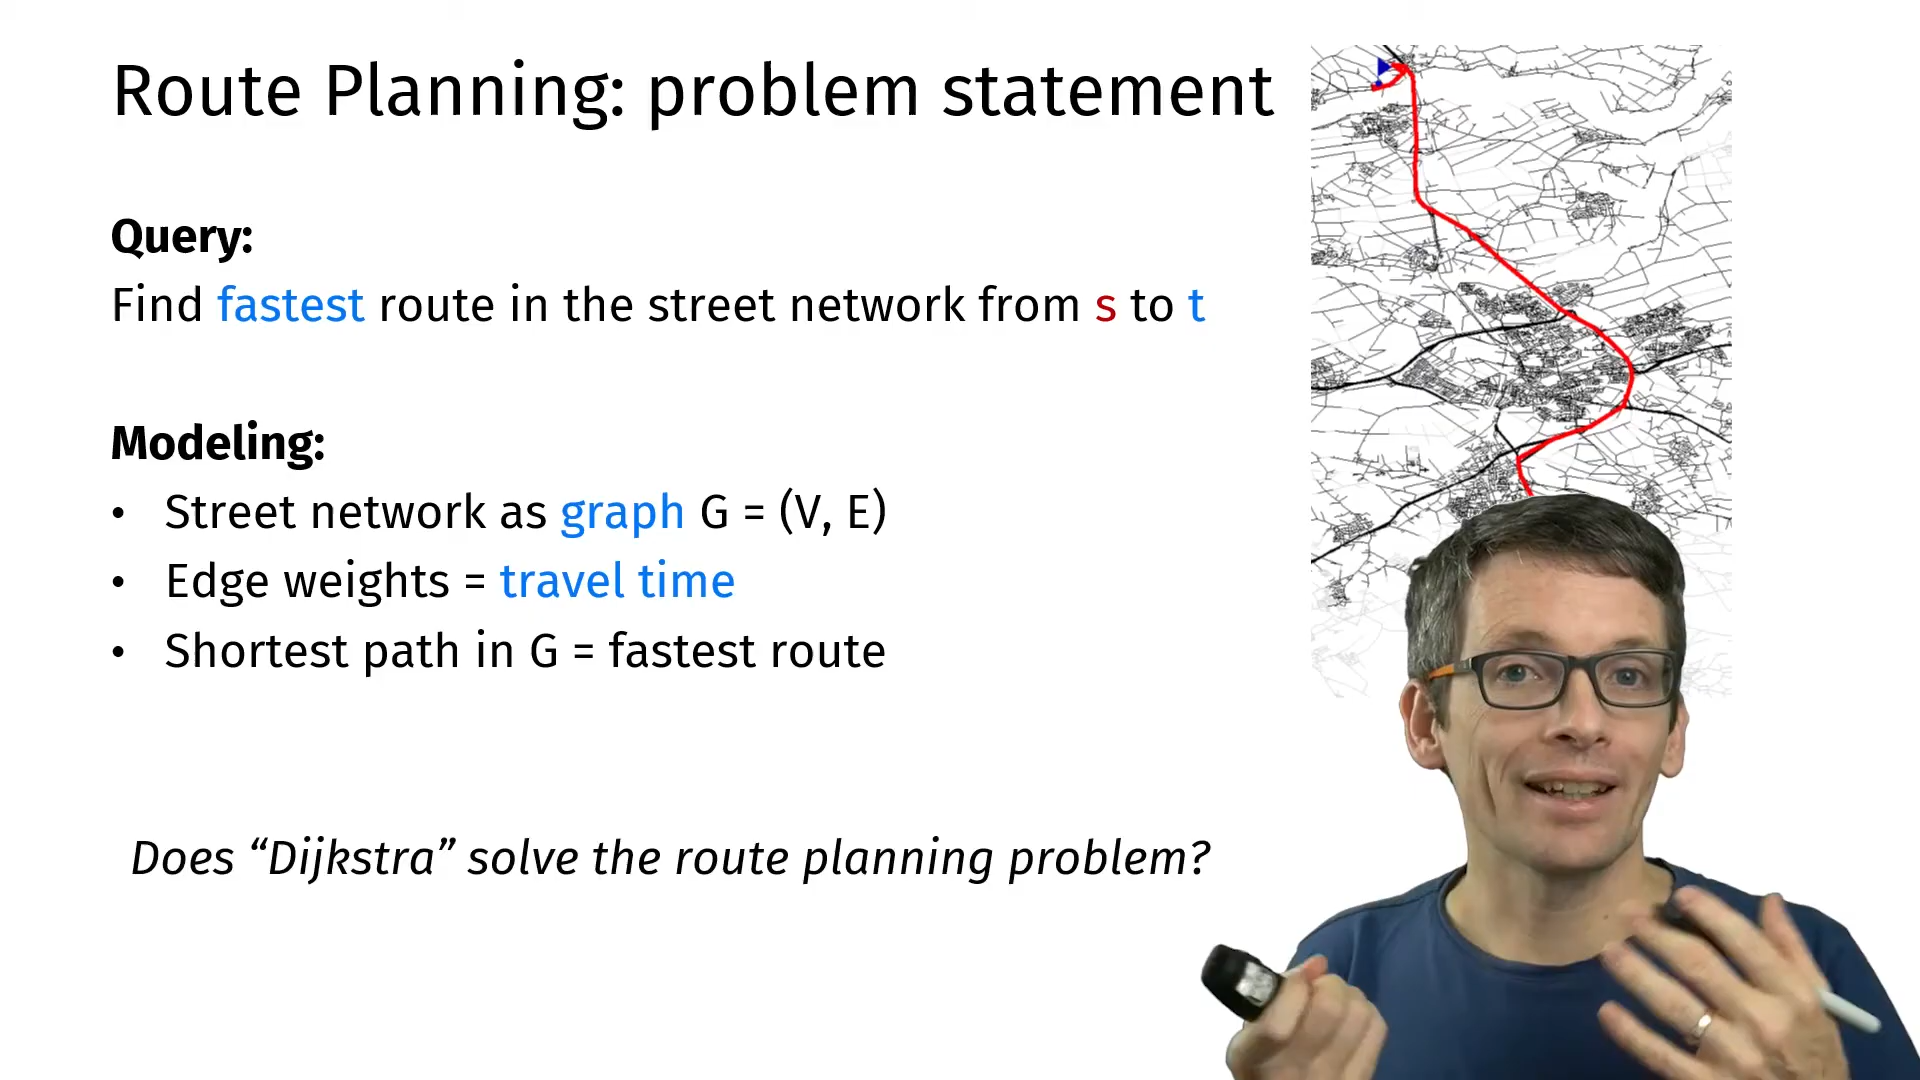 Route Planning: problem statement
Query:
Find fastest route in the street network from s to t
Modeling:
• Street network as graph G = (V, E)
• Edge weights = travel time
• Shortest path in G = fastest route
Does “Dijkstra” solve the route planning problem?